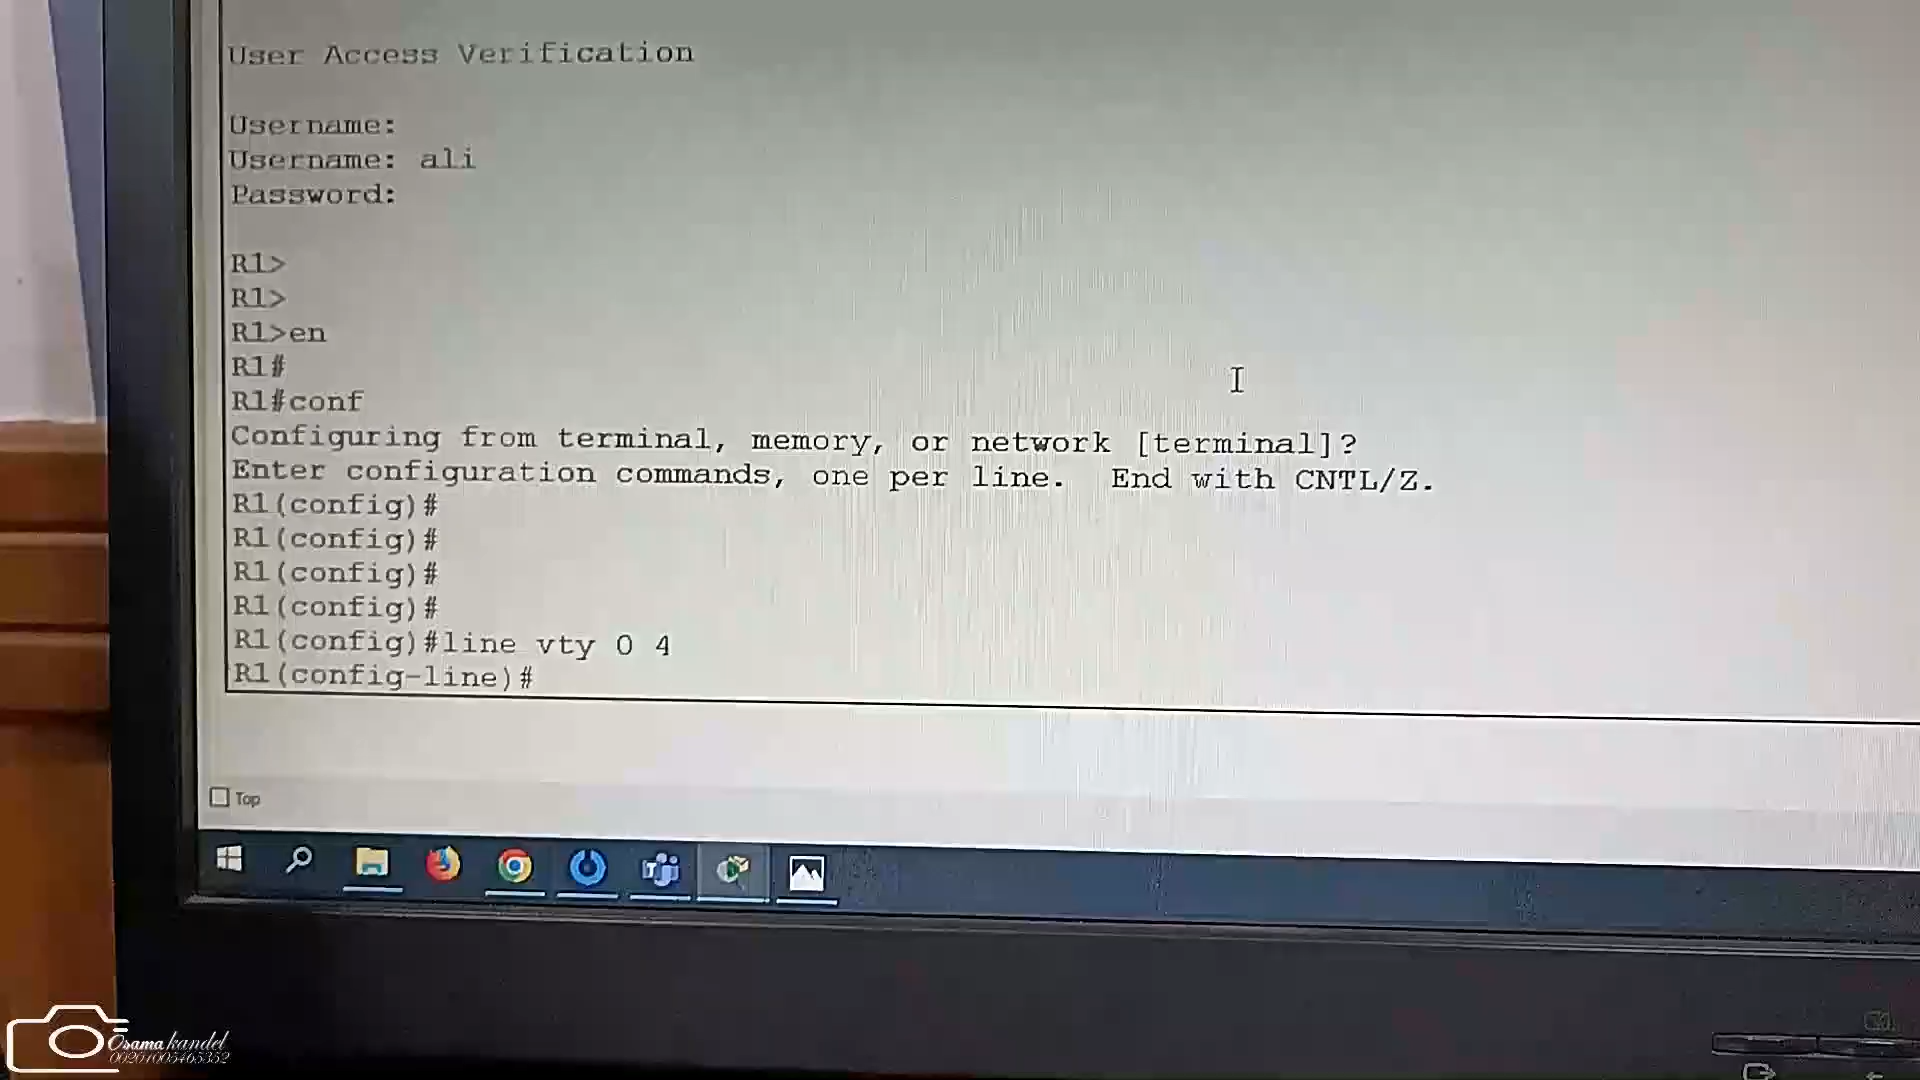 User Access Verification
Username:
Username: ali
Password:
R1>
R1>
R1>en
R1#
R1#conf
Configuring from terminal, memory, or network [terminal]?
Enter configuration commands, one per line.  End with CNTL/Z.
R1(config)#
R1(config)#
R1(config)#
R1(config)#
R1(config)#line vty 0 4
R1(config-line)#
Top
Osama kandel
00201005465352